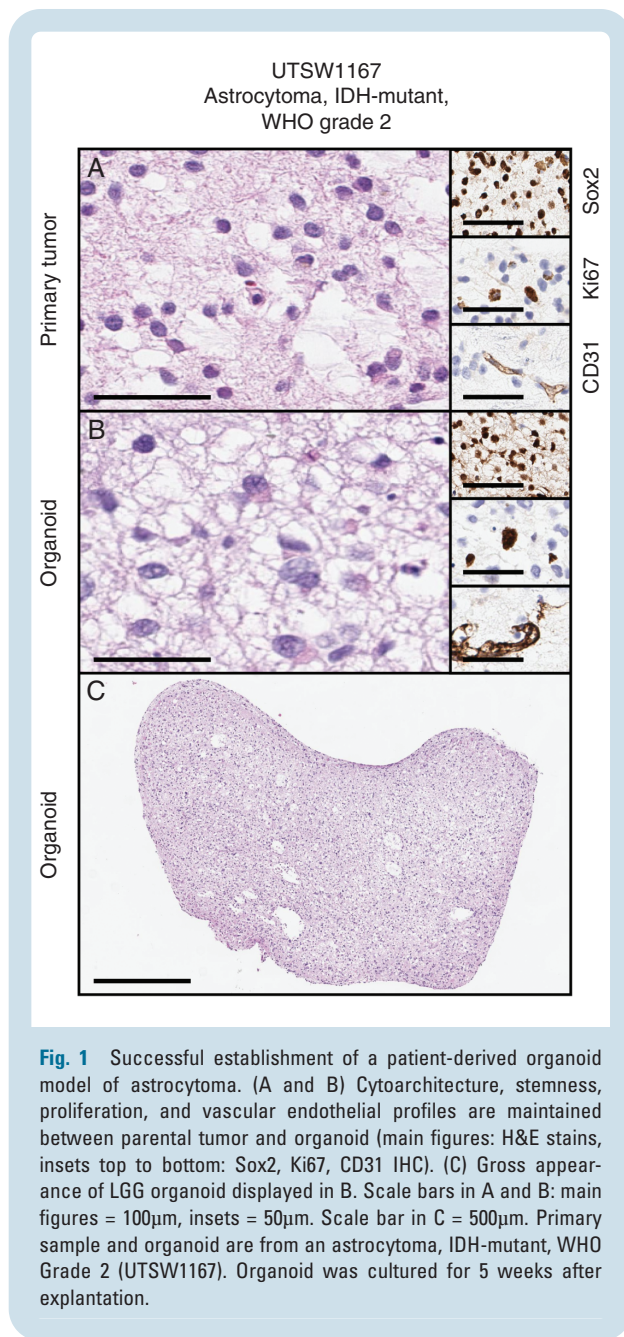 UTSW1167
Astrocytoma, IDH-mutant,
WHO grade 2
A
Primary tumor
Sox2
Ki67
CD31
B
Organoid
C
Organoid
Fig. 1 Successful establishment of a patient-derived organoid
model of astrocytoma. (A and B) Cytoarchitecture, stemness,
proliferation, and vascular endothelial profiles are maintained
between parental tumor and organoid (main figures: H&E stains,
insets top to bottom: Sox2, Ki67, CD31 IHC). (C) Gross appear-
ance of LGG organoid displayed in B. Scale bars in A and B: main
figures = 100μm, insets = 50μm. Scale bar in C = 500μm. Primary
sample and organoid are from an astrocytoma, IDH-mutant, WHO
Grade 2 (UTSW1167). Organoid was cultured for 5 weeks after
explantation.